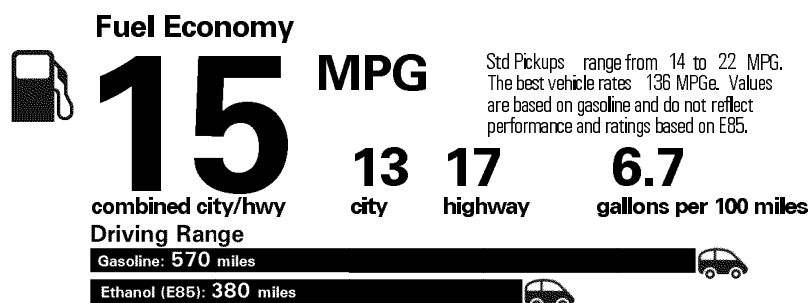 Fuel Economy
15 MPG
Std Pickups range from 14 to 22 MPG.
The best vehicle rates 136 MPGe. Values
are based on gasoline and do not reflect
performance and ratings based on E85.
13 17 6.7
combined city/hwy city highway gallons per 100 miles
Driving Range
Gasoline: 570 miles
Ethanol (E85): 380 miles